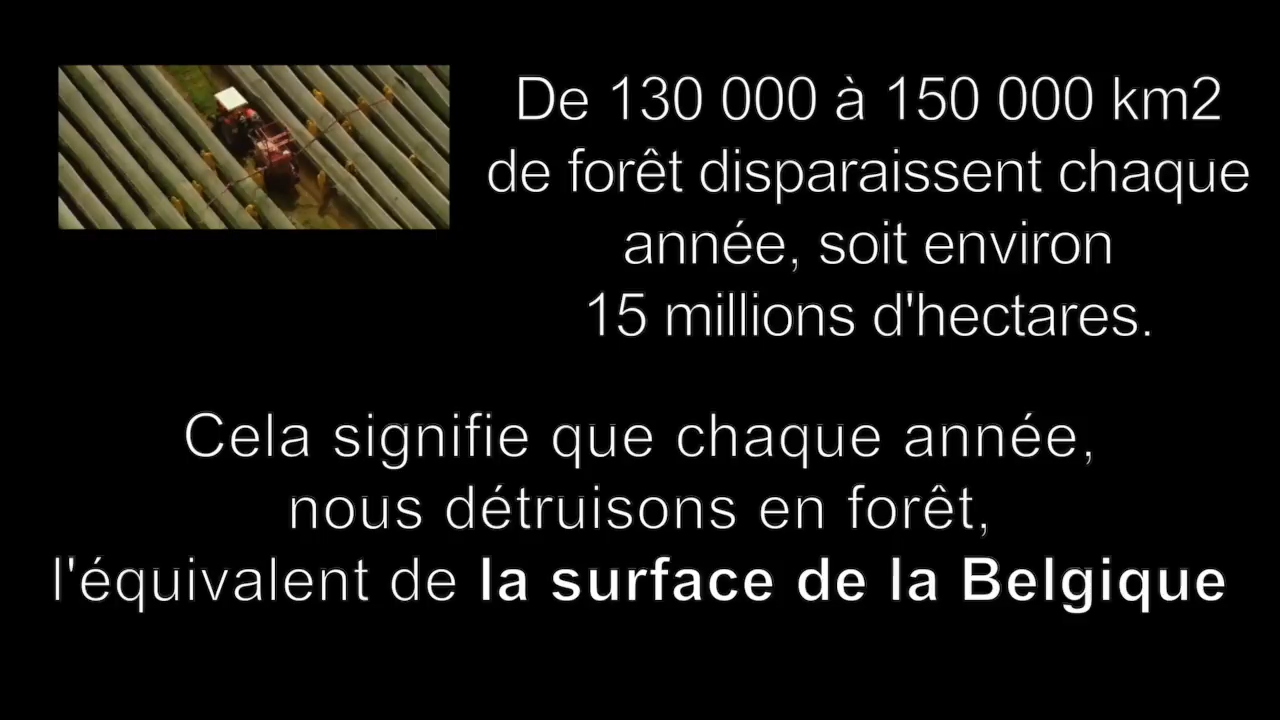 De 130 000 à 150 000 km2
de forêt disparaissent chaque
année, soit environ
15 millions d'hectares.
Cela signifie que chaque année,
nous détruisons en forêt,
l'équivalent de la surface de la Belgique